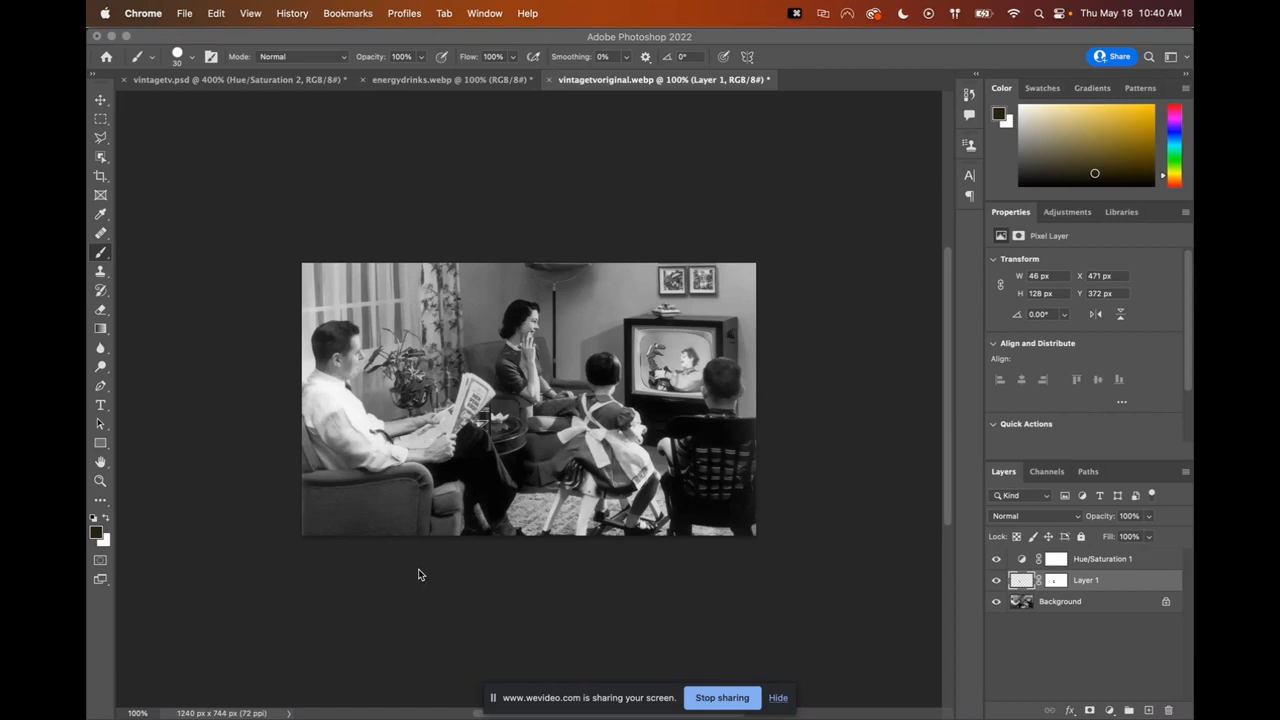 Chrome File Edit View History Bookmarks Profiles Tab Window Help Thu May 18 10:40 AM
Adobe Photoshop 2022
30 Mode: Normal Opacity: 100% Flow: 100% Smoothing: 0% 0° Share
× vintagetv.psd @ 400% (Hue/Saturation 2, RGB/8#) * × energydrinks.webp @ 100% (RGB/8#) * × vintagetvoriginal.webp @ 100% (Layer 1, RGB/8#) *
Color Swatches Gradients Patterns
Properties Adjustments Libraries
Pixel Layer
Transform
W 46 px X 471 px
H 128 px Y 372 px
0.00°
Align and Distribute
Align:
Quick Actions
Layers Channels Paths
Kind
Normal Opacity: 100%
Lock: Fill: 100%
Hue/Saturation 1
Layer 1
Background
www.wevideo.com is sharing your screen. Stop sharing Hide
100% 1240 px x 744 px (72 ppi)